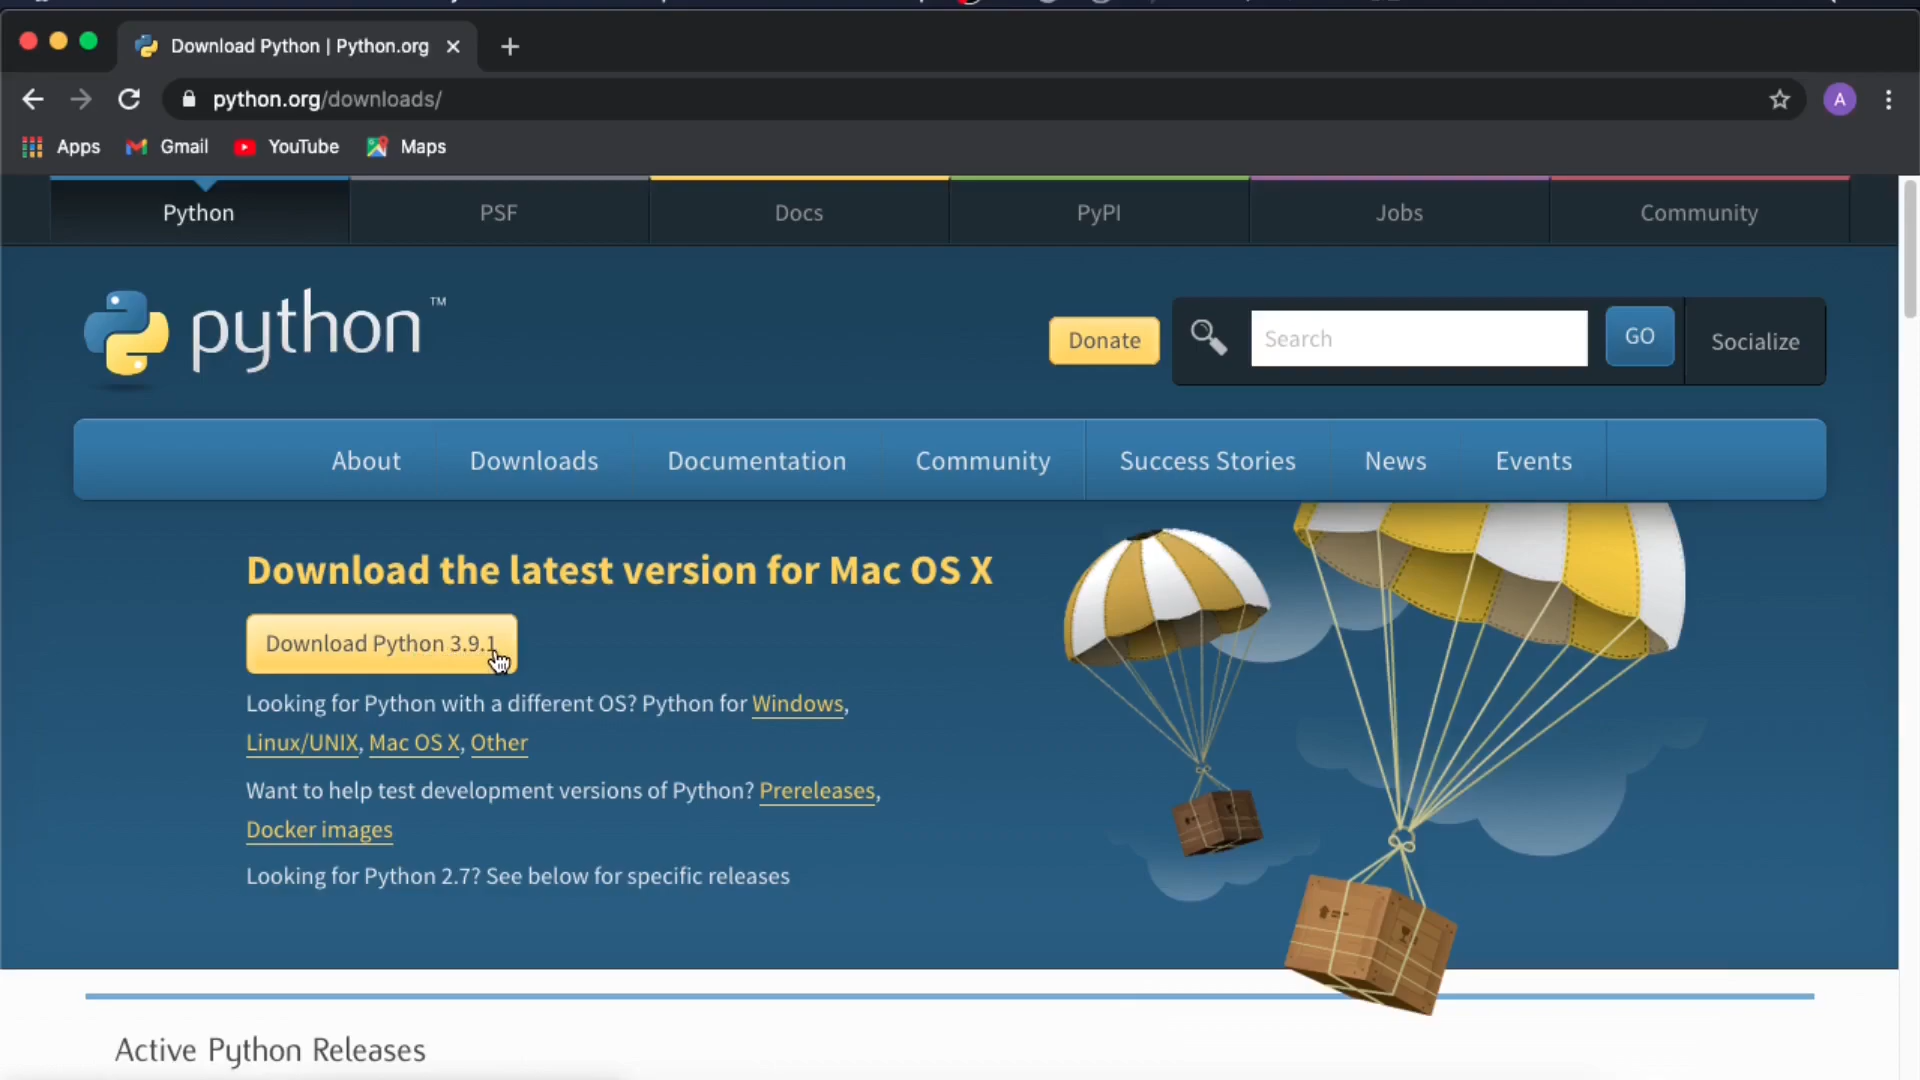 Download Python | Python.org
python.org/downloads/
A
Apps Gmail YouTube Maps
Python PSF Docs PyPI Jobs Community
python™
Donate Search GO Socialize
About Downloads Documentation Community Success Stories News Events
Download the latest version for Mac OS X
Download Python 3.9.1
Looking for Python with a different OS? Python for Windows,
Linux/UNIX, Mac OS X, Other
Want to help test development versions of Python? Prereleases,
Docker images
Looking for Python 2.7? See below for specific releases
Active Python Releases